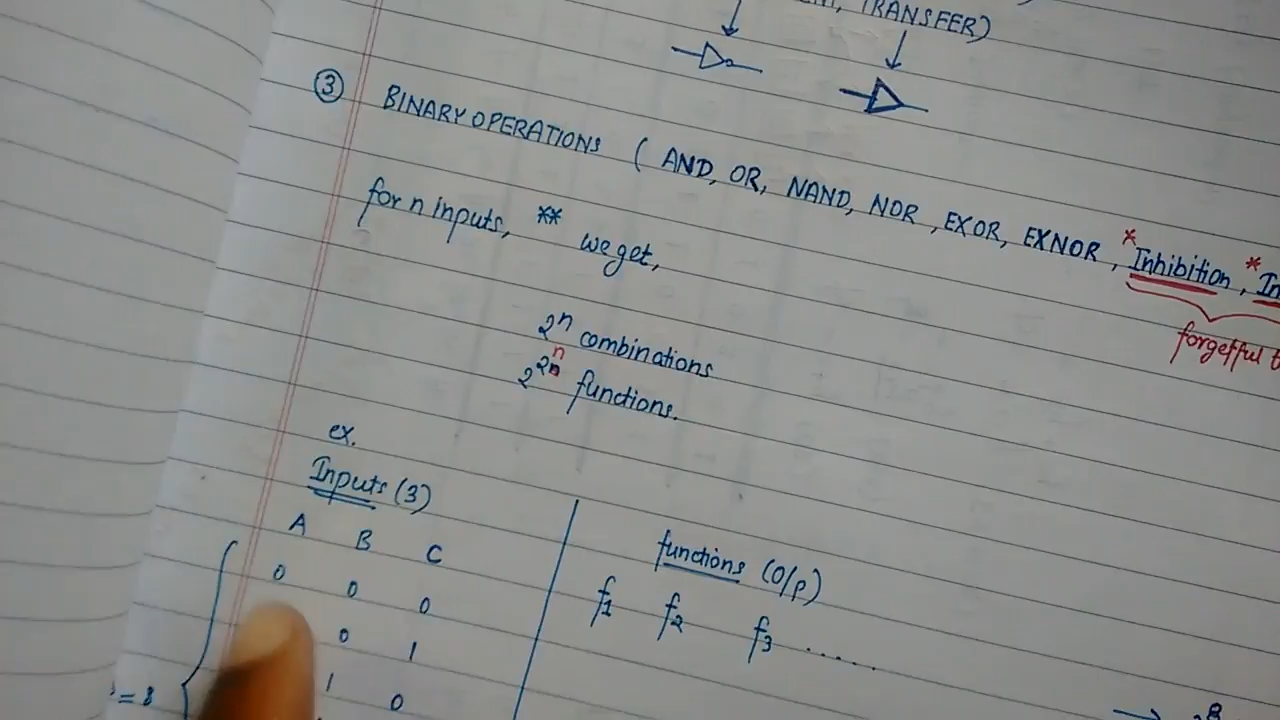 TRANSFER)
③ BINARY OPERATIONS ( AND, OR, NAND, NOR, EXOR, EXNOR, *Inhibition, *
forgetful
for n inputs, ** we get,
2^n combinations
2^2^n functions.
ex.
Inputs (3)
functions (O/P)
A B C
f1 f2 f3 ......
0 0 0
0 1
1 0
= 8
→ 8